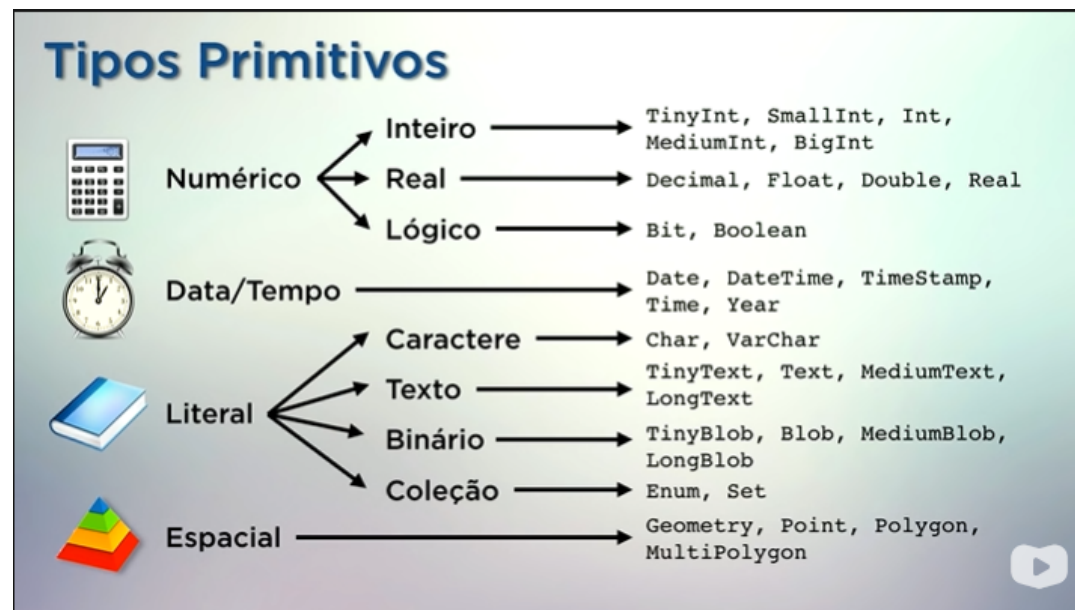 Tipos Primitivos
Numérico
Inteiro
TinyInt, SmallInt, Int,
MediumInt, BigInt
Real
Decimal, Float, Double, Real
Lógico
Bit, Boolean
Data/Tempo
Date, DateTime, TimeStamp,
Time, Year
Literal
Caractere
Char, VarChar
Texto
TinyText, Text, MediumText,
LongText
Binário
TinyBlob, Blob, MediumBlob,
LongBlob
Coleção
Enum, Set
Espacial
Geometry, Point, Polygon,
MultiPolygon